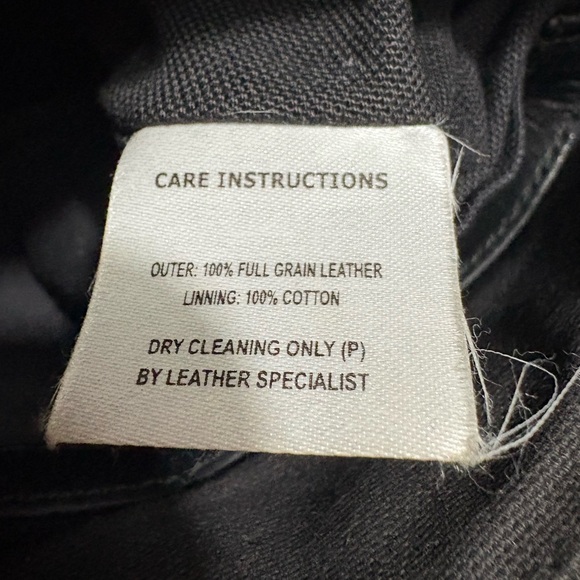 CARE INSTRUCTIONS
OUTER: 100% FULL GRAIN LEATHER
LINNING: 100% COTTON
DRY CLEANING ONLY (P)
BY LEATHER SPECIALIST